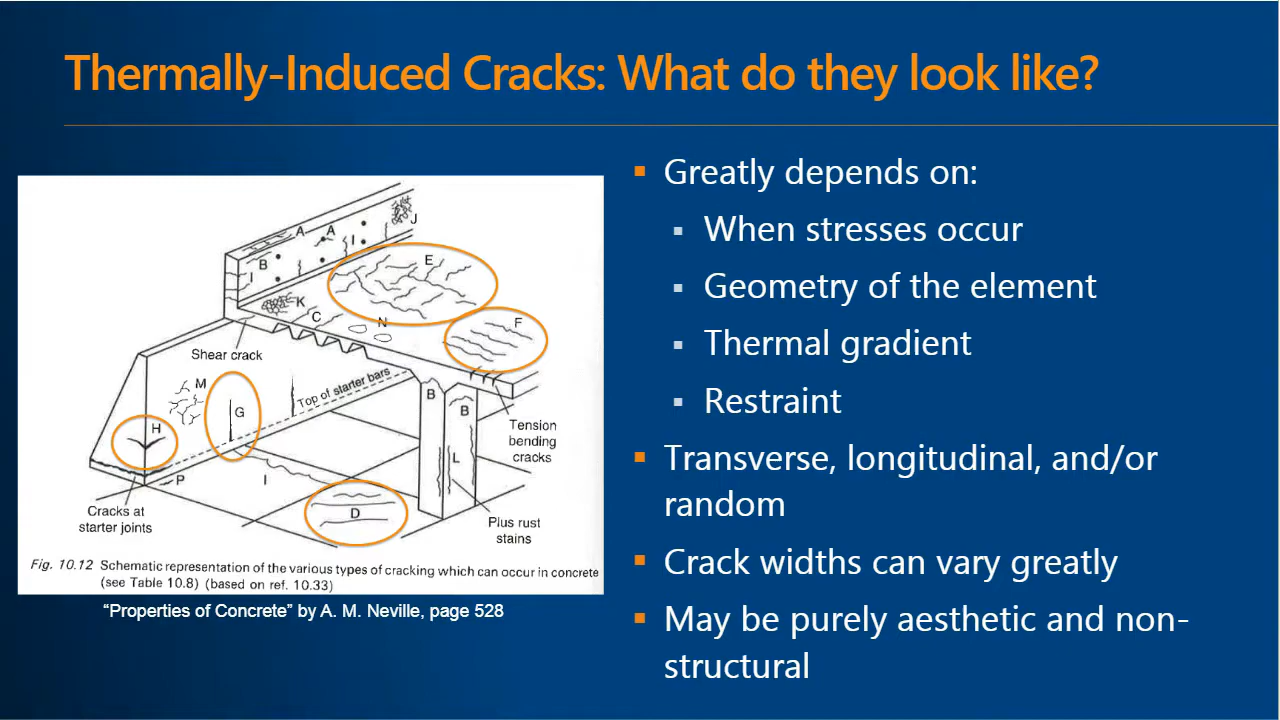 Thermally-Induced Cracks: What do they look like?
A
A
J
I
B
I
E
K
C
N
F
Shear crack
M
G
Top of starter bars
B
B
H
Tension
bending
cracks
L
P
I
D
Cracks at
starter joints
Plus rust
stains
Fig. 10.12 Schematic representation of the various types of cracking which can occur in concrete
(see Table 10.8) (based on ref. 10.33)
“Properties of Concrete” by A. M. Neville, page 528
Greatly depends on:
When stresses occur
Geometry of the element
Thermal gradient
Restraint
Transverse, longitudinal, and/or
random
Crack widths can vary greatly
May be purely aesthetic and non-
structural